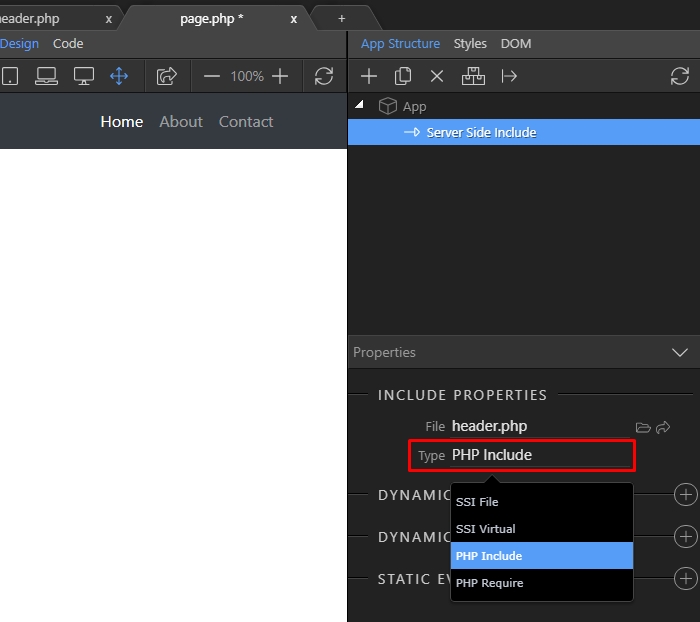 header.php x page.php * x +
Design Code
100%
Home About Contact
App Structure Styles DOM
App
Server Side Include
Properties
INCLUDE PROPERTIES
File header.php
Type PHP Include
DYNAMIC
SSI File
SSI Virtual
DYNAMIC
PHP Include
STATIC EV
PHP Require